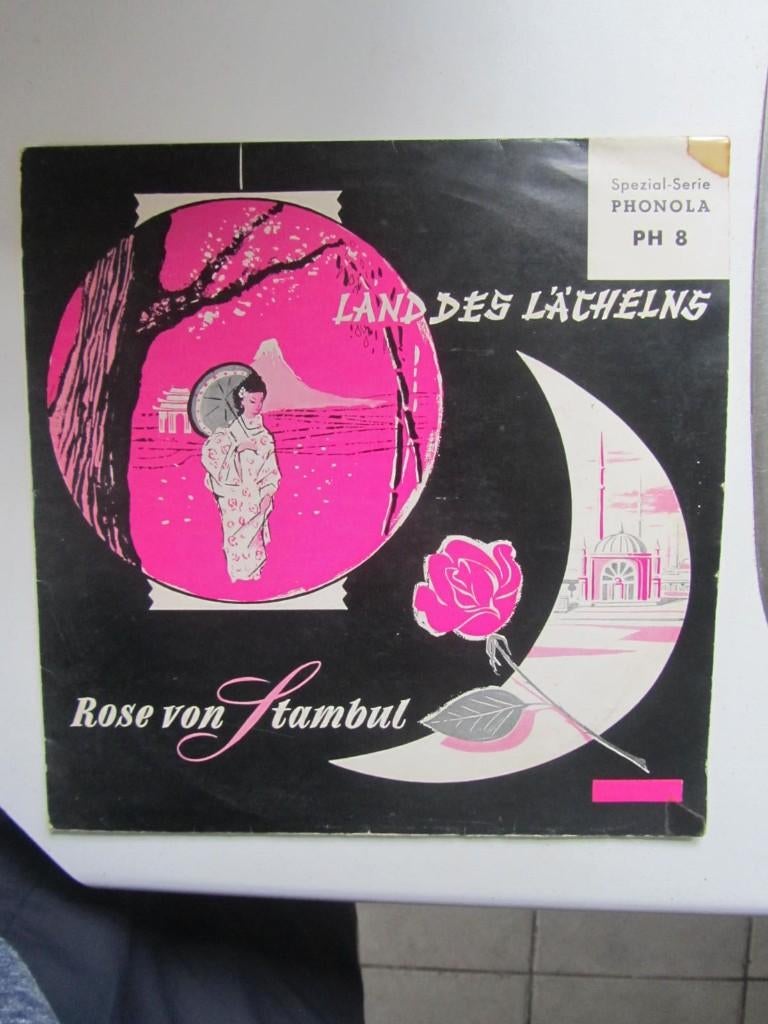 Spezial-Serie
PHONOLA
PH 8
LAND DES LÄCHELNS
Rose von Stambul